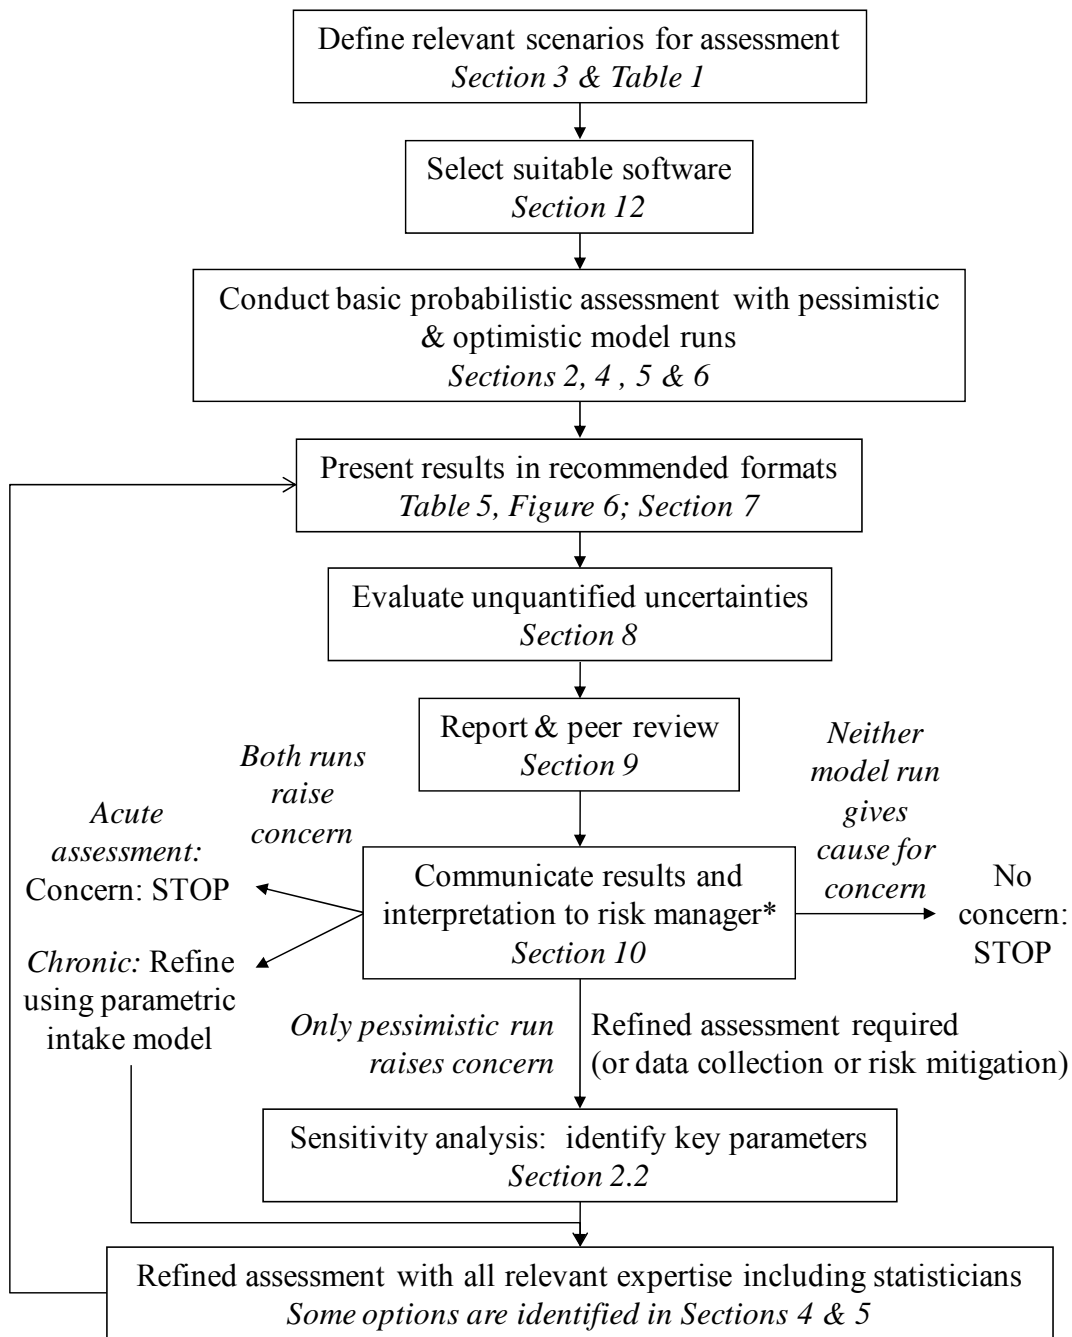 Define relevant scenarios for assessment
Section 3 & Table 1
Select suitable software
Section 12
Conduct basic probabilistic assessment with pessimistic
& optimistic model runs
Sections 2, 4 , 5 & 6
Present results in recommended formats
Table 5, Figure 6; Section 7
Evaluate unquantified uncertainties
Section 8
Report & peer review
Section 9
Both runs
raise
concern
Neither
model run
gives
cause for
concern
Acute
assessment:
Concern: STOP
Communicate results and
interpretation to risk manager*
Section 10
No
concern:
STOP
Chronic: Refine
using parametric
intake model
Only pessimistic run
raises concern
Refined assessment required
(or data collection or risk mitigation)
Sensitivity analysis: identify key parameters
Section 2.2
Refined assessment with all relevant expertise including statisticians
Some options are identified in Sections 4 & 5